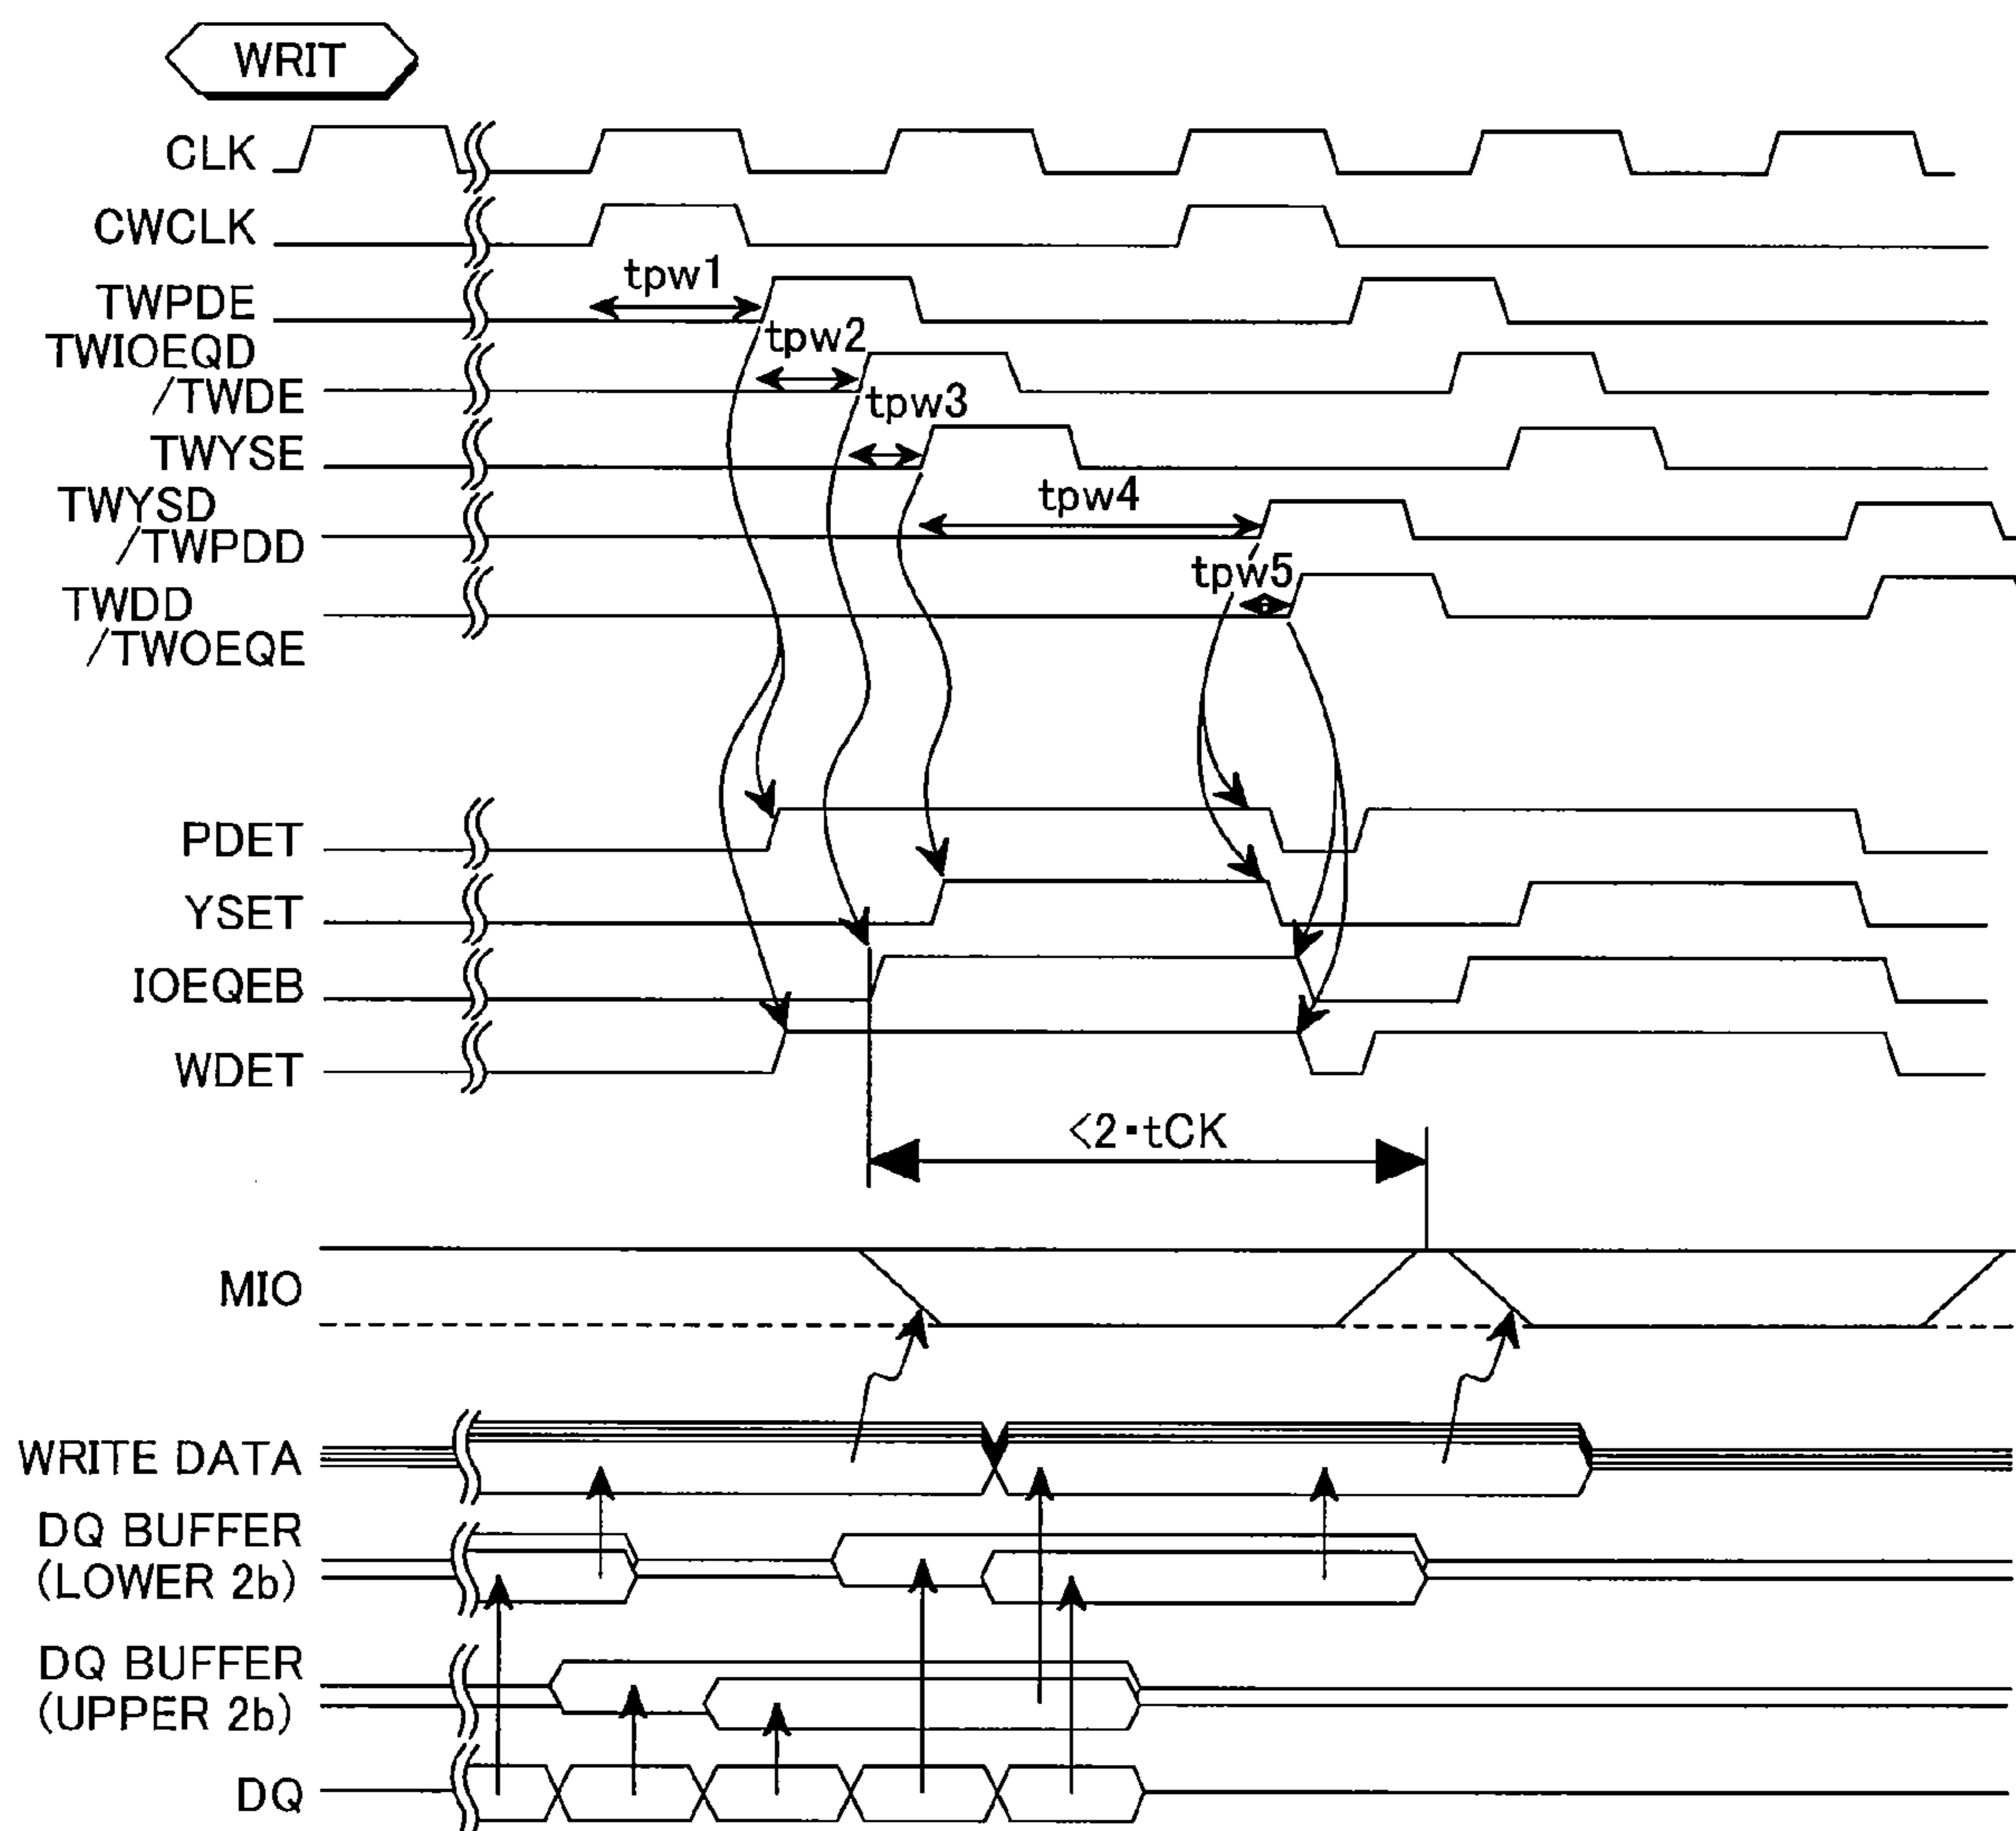 WRIT
CLK
CWCLK
TWPDE
tpw1
TWIOEQD
/TWDE
tpw2
TWYSE
tpw3
TWYSD
/TWPDD
tpw4
TWDD
/TWOEQE
tpw5
PDET
YSET
IOEQEB
WDET
<2▪tCK
MIO
WRITE DATA
DQ BUFFER
(LOWER 2b)
DQ BUFFER
(UPPER 2b)
DQ